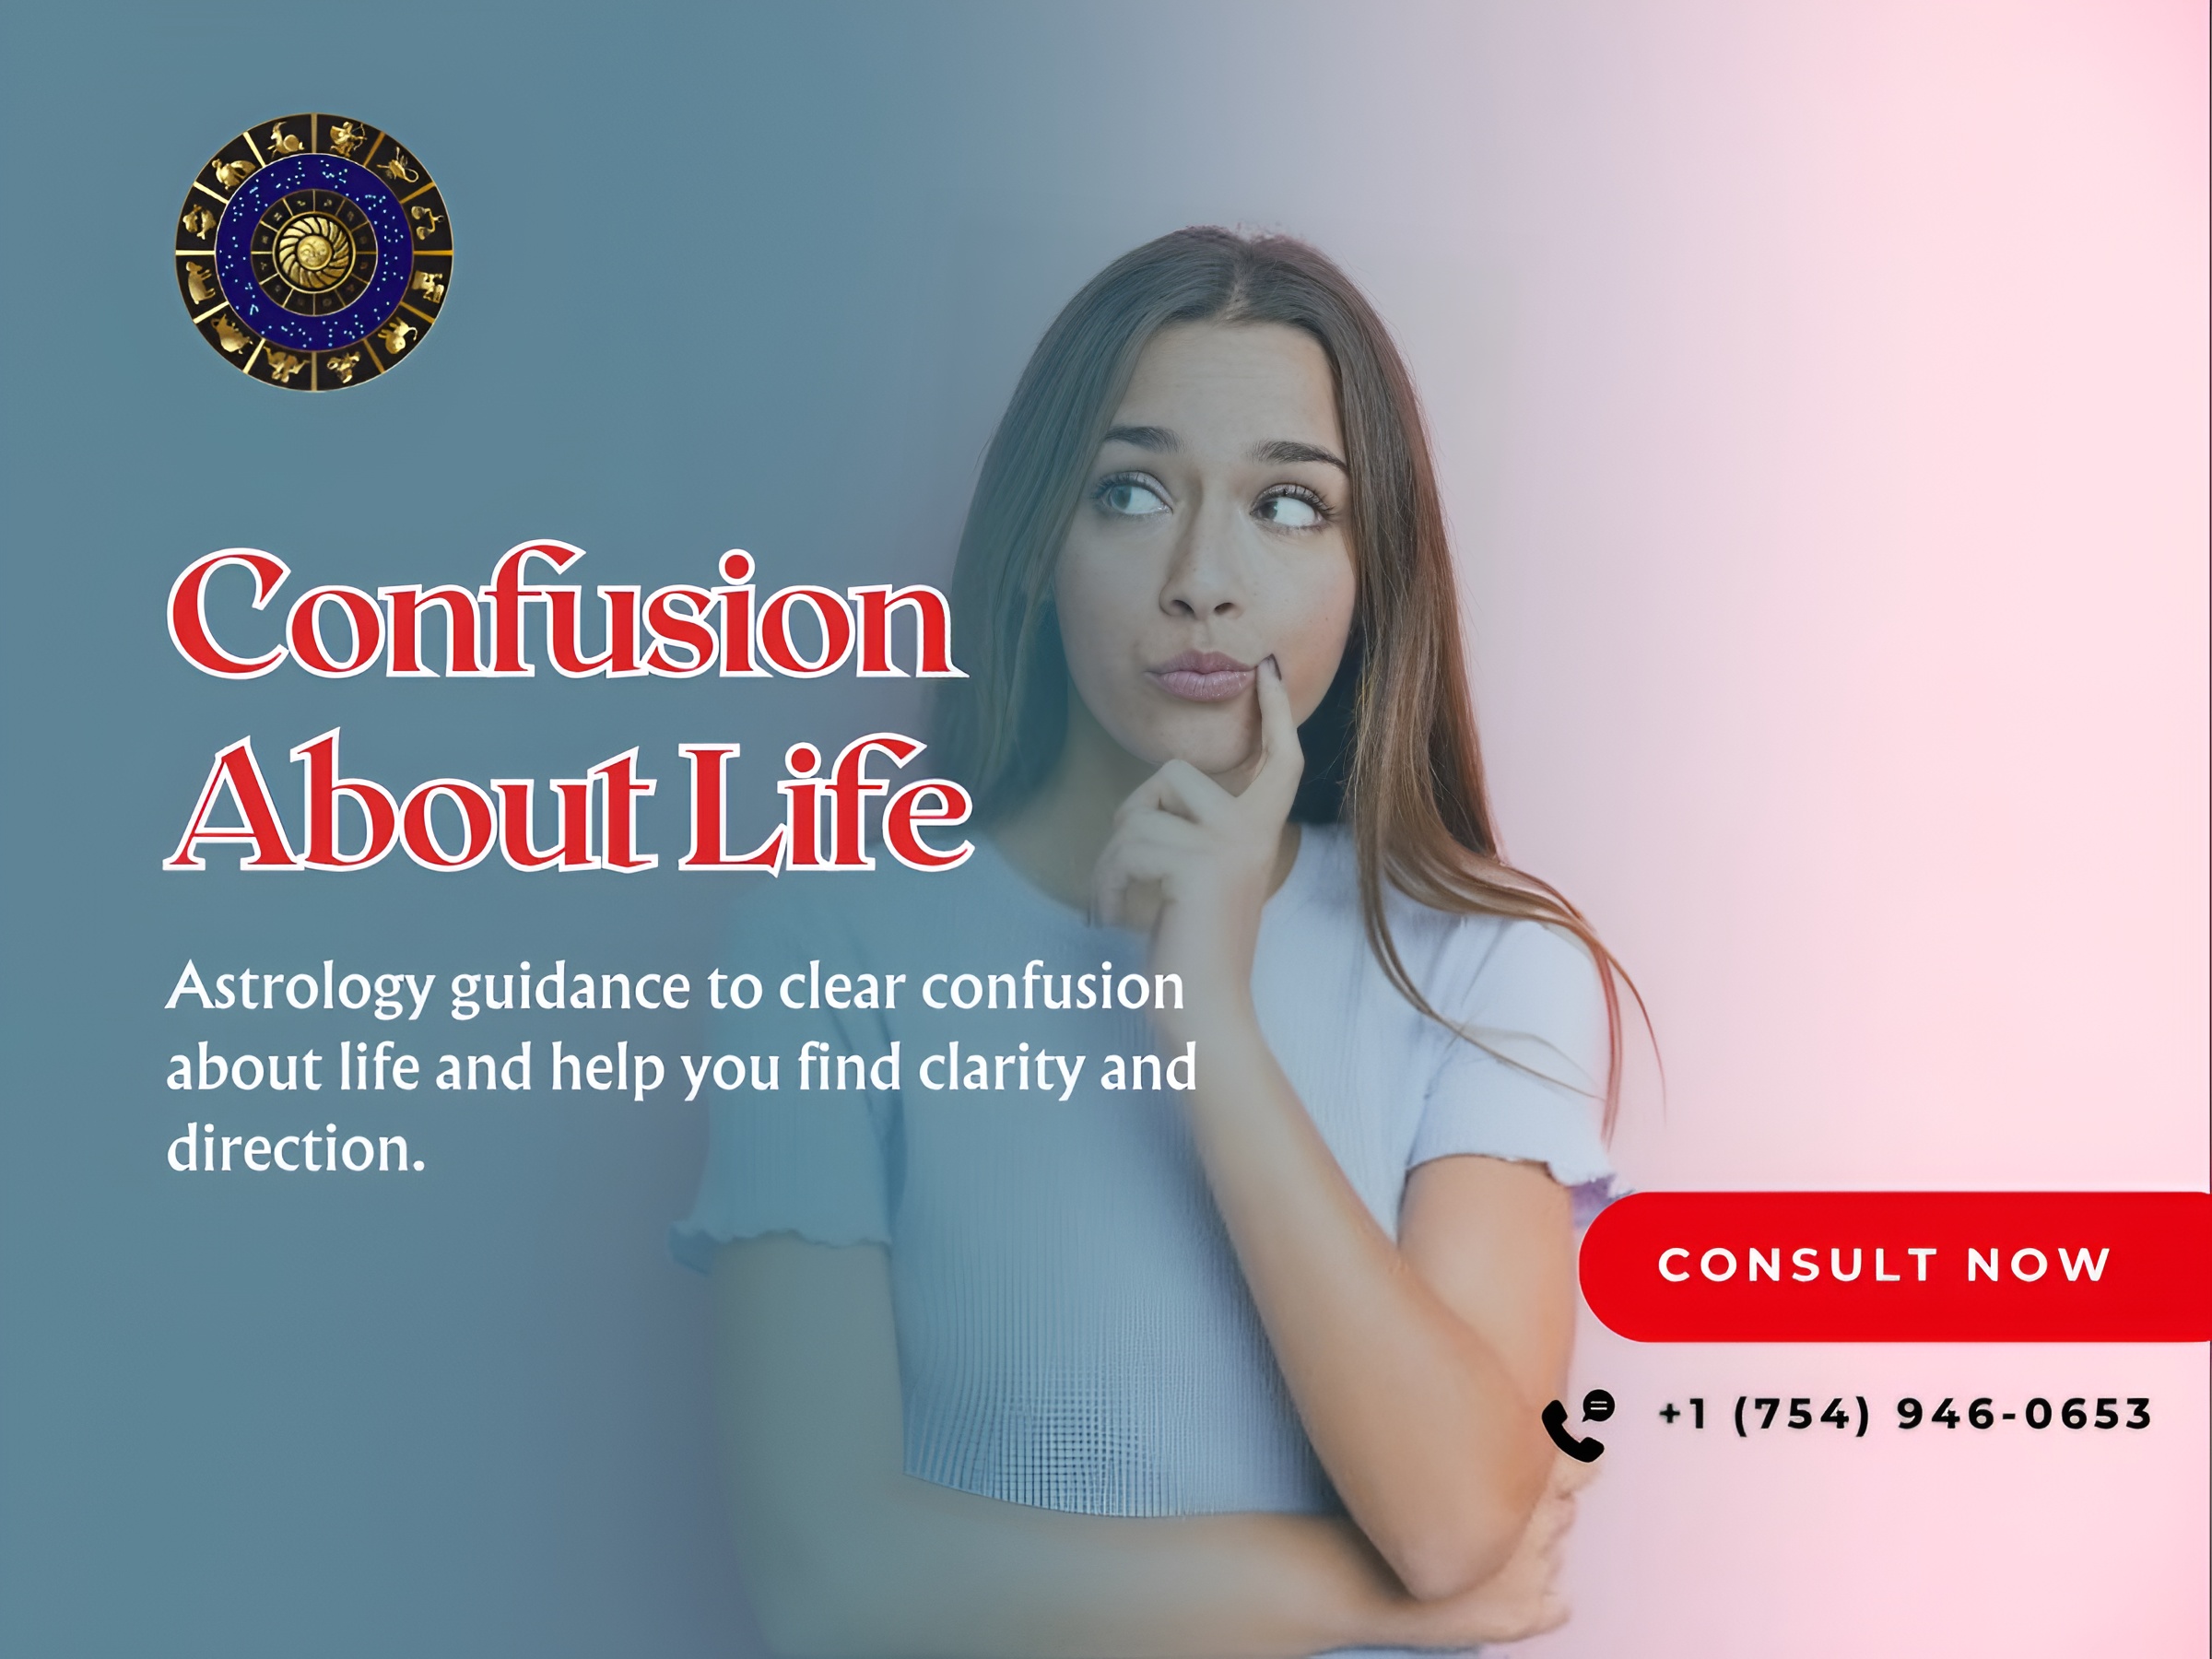 Confusion
About Life
Astrology guidance to clear confusion
about life and help you find clarity and
direction.
CONSULT NOW
+1 (754) 946-0653